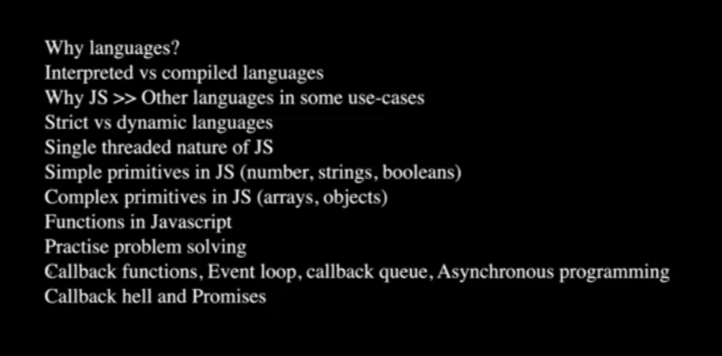 Why languages?
Interpreted vs compiled languages
Why JS >> Other languages in some use-cases
Strict vs dynamic languages
Single threaded nature of JS
Simple primitives in JS (number, strings, booleans)
Complex primitives in JS (arrays, objects)
Functions in Javascript
Practise problem solving
Callback functions, Event loop, callback queue, Asynchronous programming
Callback hell and Promises